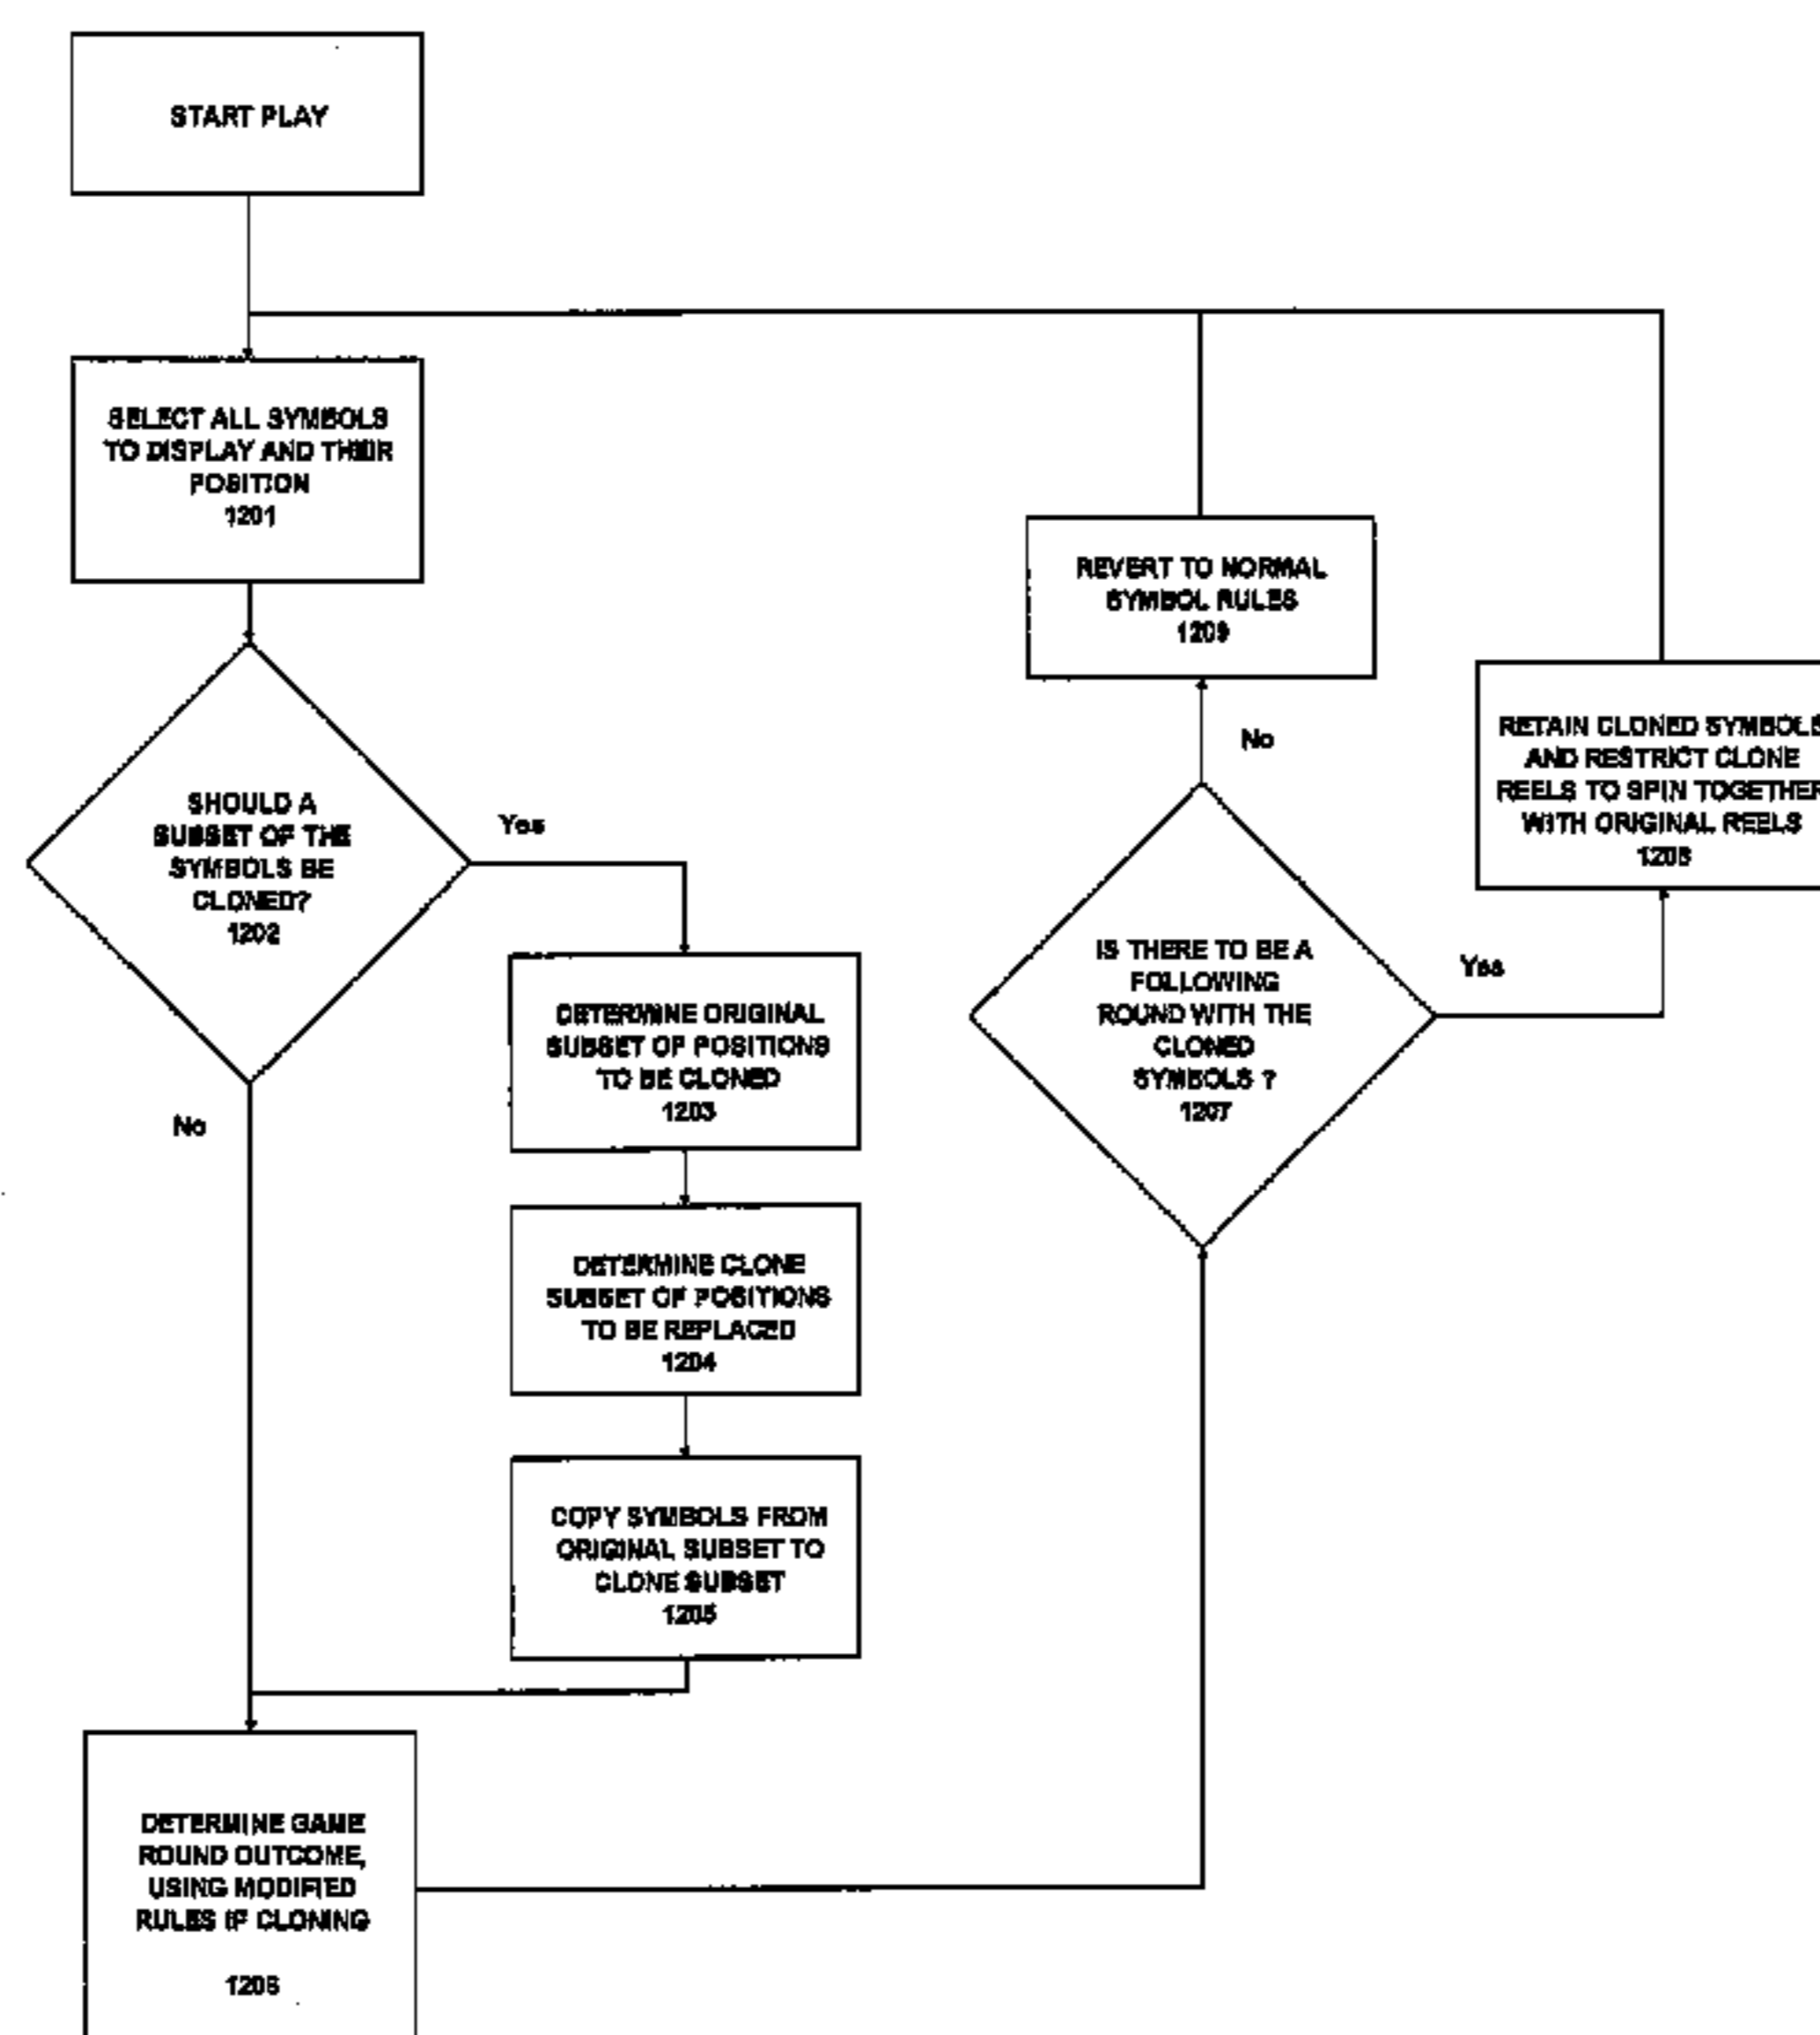 START PLAY
SELECT ALL SYMBOLS
TO DISPLAY AND THEIR
POSITION
1201
SHOULD A
SUBSET OF THE
SYMBOLS BE
CLONED?
1202
Yes
No
DETERMINE ORIGINAL
SUBSET OF POSITIONS
TO BE CLONED
1203
DETERMINE CLONE
SUBSET OF POSITIONS
TO BE REPLACED
1204
COPY SYMBOLS FROM
ORIGINAL SUBSET TO
CLONE SUBSET
1205
DETERMINE GAME
ROUND OUTCOME,
USING MODIFIED
RULES IF CLONING
1206
IS THERE TO BE A
FOLLOWING
ROUND WITH THE
CLONED
SYMBOLS ?
1207
No
Yes
REVERT TO NORMAL
SYMBOL RULES
1209
RETAIN CLONED SYMBOLS
AND RESTRICT CLONE
REELS TO SPIN TOGETHER
WITH ORIGINAL REELS
1208